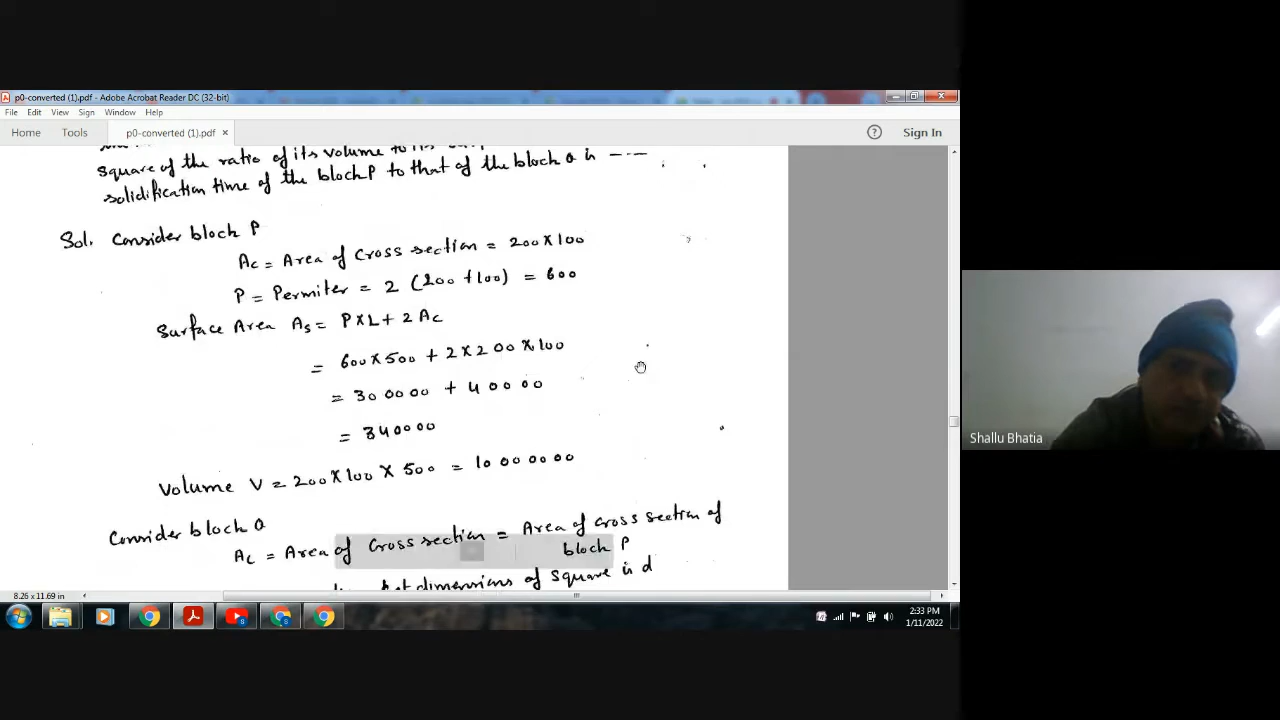 p0-converted (1).pdf - Adobe Acrobat Reader DC (32-bit)
File Edit View Sign Window Help
Home Tools p0-converted (1).pdf × ? Sign In
square of the ratio of its volume to its
solidification time of the block P to that of the block Q is ----
Sol. Consider block P
Ac = Area of Cross section = 200 X 100
P = Permiter = 2 (200 + 100) = 600
Surface Area As = P X L + 2 Ac
= 600 X 500 + 2 X 200 X 100
= 300000 + 40000
= 340000
Volume V = 200 X 100 X 500 = 10000000
Consider block Q
Ac = Area of Cross section = Area of cross section of
block P
dimensions of square is d
8.26 x 11.69 in
2:33 PM
1/11/2022
Shallu Bhatia